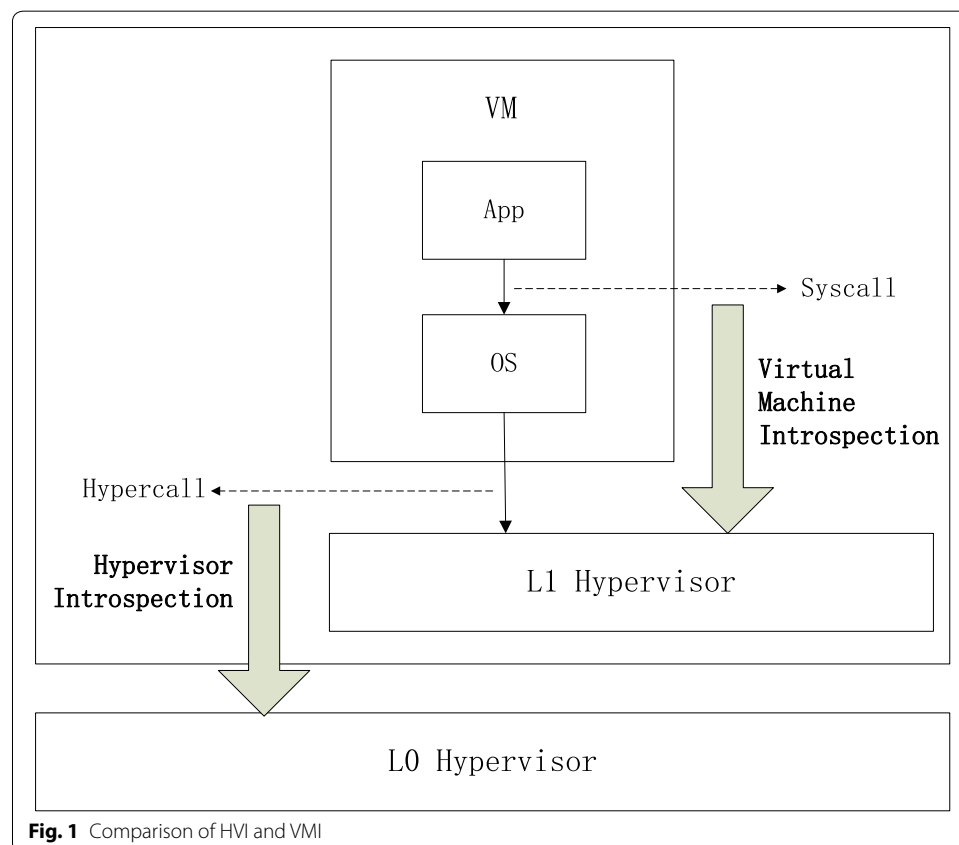 VM
App
Syscall
OS
Virtual
Machine
Introspection
Hypercall
Hypervisor
Introspection
L1 Hypervisor
L0 Hypervisor
Fig. 1 Comparison of HVI and VMI